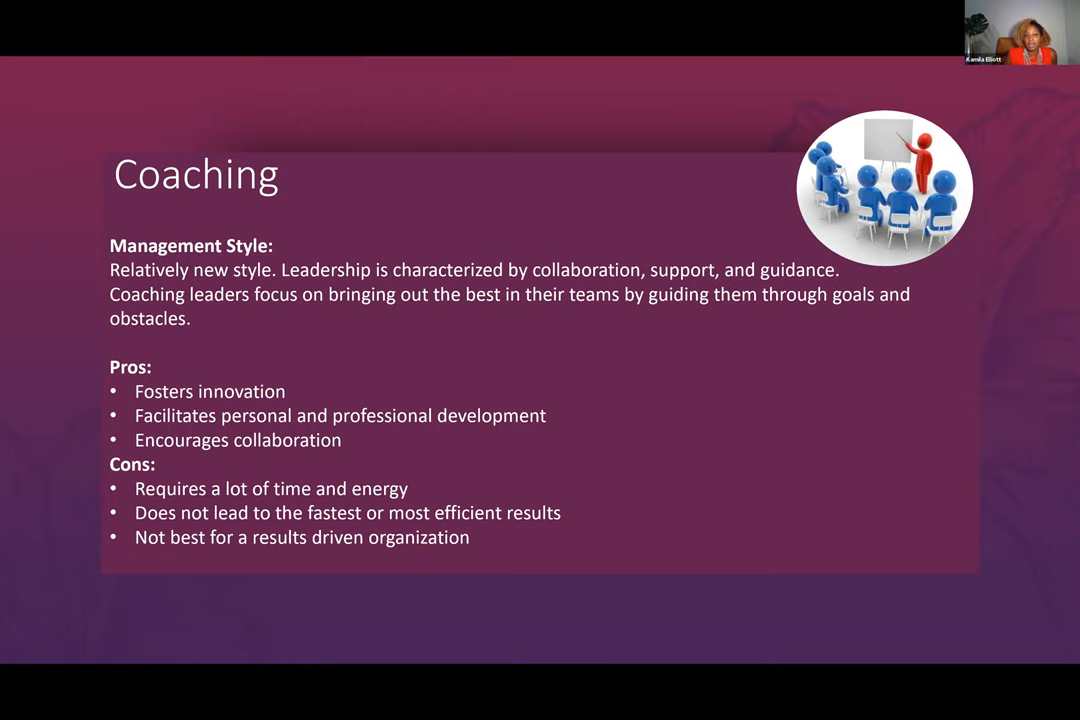 Kamila Elliott
Coaching
Management Style:
Relatively new style. Leadership is characterized by collaboration, support, and guidance.
Coaching leaders focus on bringing out the best in their teams by guiding them through goals and
obstacles.
Pros:
• Fosters innovation
• Facilitates personal and professional development
• Encourages collaboration
Cons:
• Requires a lot of time and energy
• Does not lead to the fastest or most efficient results
• Not best for a results driven organization